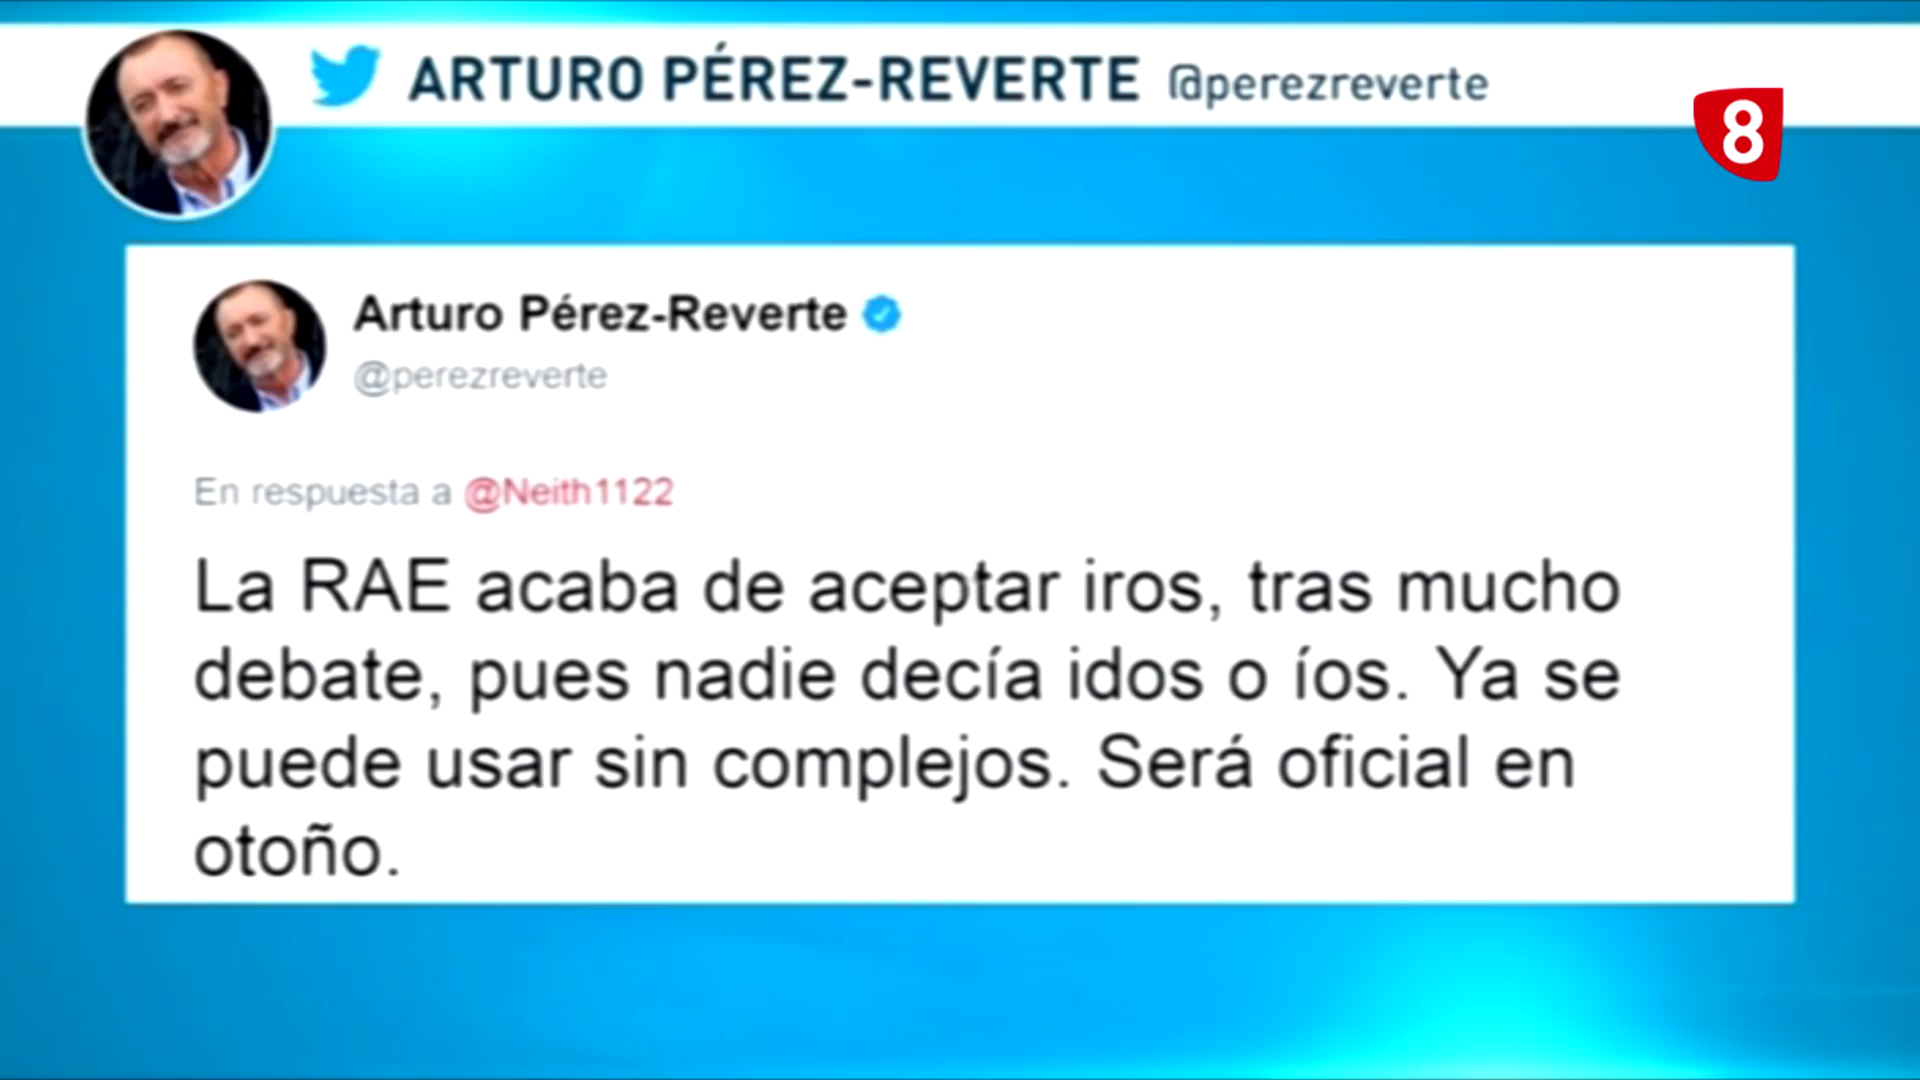 ARTURO PÉREZ-REVERTE @perezreverte
8
Arturo Pérez-Reverte
@perezreverte
En respuesta a @Neith1122
La RAE acaba de aceptar iros, tras mucho
debate, pues nadie decía idos o íos. Ya se
puede usar sin complejos. Será oficial en
otoño.